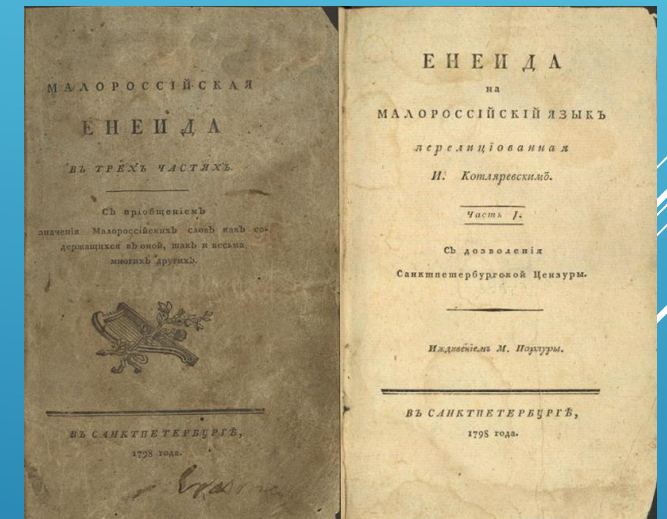 МАЛОРОССІЙСКАЯ
ЕНЕИДА
ВЪ ТРЕХЪ ЧАСТЯХЪ.
Съ пріобщеніемъ
значенія Малороссійскихъ словъ какъ со-
держащихся въ оной, такъ и весьма
многихъ другихъ.
ВЪ САНКТПЕТЕРБУРГѢ,
1798 года.
ЕНЕИДА
на
МАЛОРОССІЙСКІЙ ЯЗЫКЪ
перелиціованная
И. Котляревскимъ.
Часть I.
Съ дозволенія
Санктпетербургской Цензуры.
Иждивеніемъ М. Парпуры.
ВЪ САНКТПЕТЕРБУРГѢ,
1798 года.